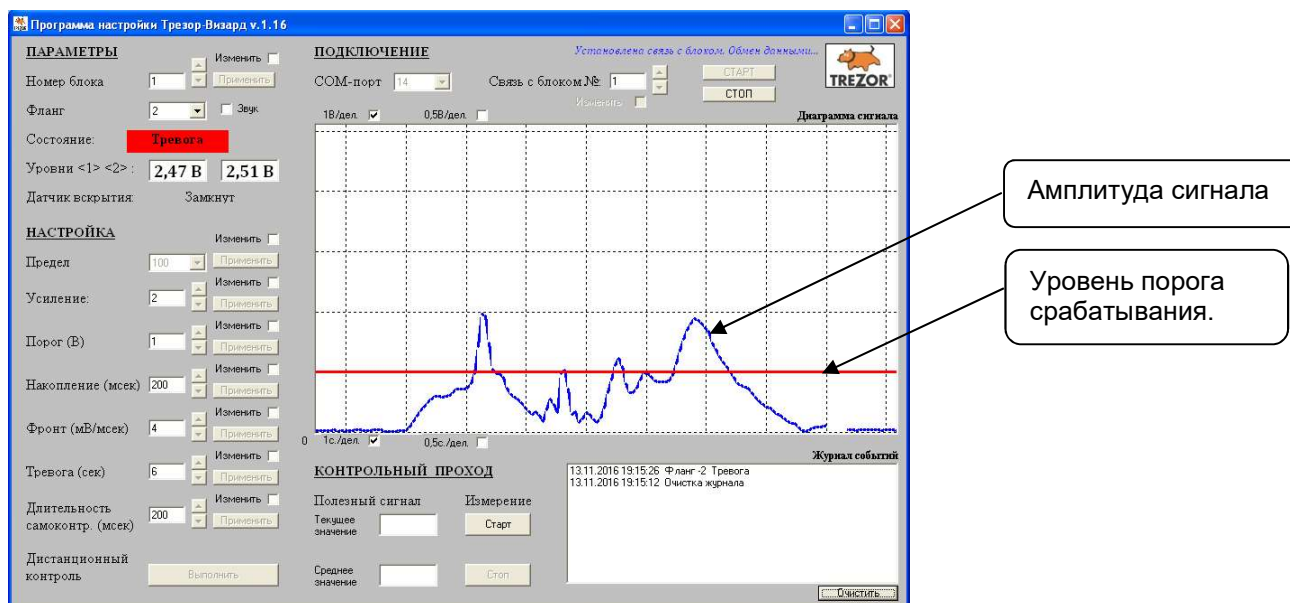 Программа настройки Трезор-Визард v.1.16
ПАРАМЕТРЫ
Изменить
Номер блока 1 Применить
Фланг 2 Звук
Состояние: Тревога
Уровни <1> <2> : 2,47 В 2,51 В
Датчик вскрытия: Замкнут
НАСТРОЙКА
Изменить
Предел 100 Применить
Изменить
Усиление: 2 Применить
Изменить
Порог (В) 1 Применить
Изменить
Накопление (мсек) 200 Применить
Изменить
Фронт (мВ/мсек) 4 Применить
Изменить
Тревога (сек) 6 Применить
Изменить
Длительность
самоконтр. (мсек) 200 Применить
Дистанционный
контроль Выполнить
ПОДКЛЮЧЕНИЕ
Установлена связь с блоком. Обмен данными...
COM-порт 14 Связь с блоком №: 1
Изменить
СТАРТ
СТОП
TREZOR
1В/дел. 0,5В/дел.
Диаграмма сигнала
0 1с./дел. 0,5с./дел.
КОНТРОЛЬНЫЙ ПРОХОД
Полезный сигнал Измерение
Текущее
значение
Старт
Среднее
значение
Стоп
Журнал событий
13.11.2016 19:15:26 Фланг -2 Тревога
13.11.2016 19:15:12 Очистка журнала
Очистить
Амплитуда сигнала
Уровень порога
срабатывания.